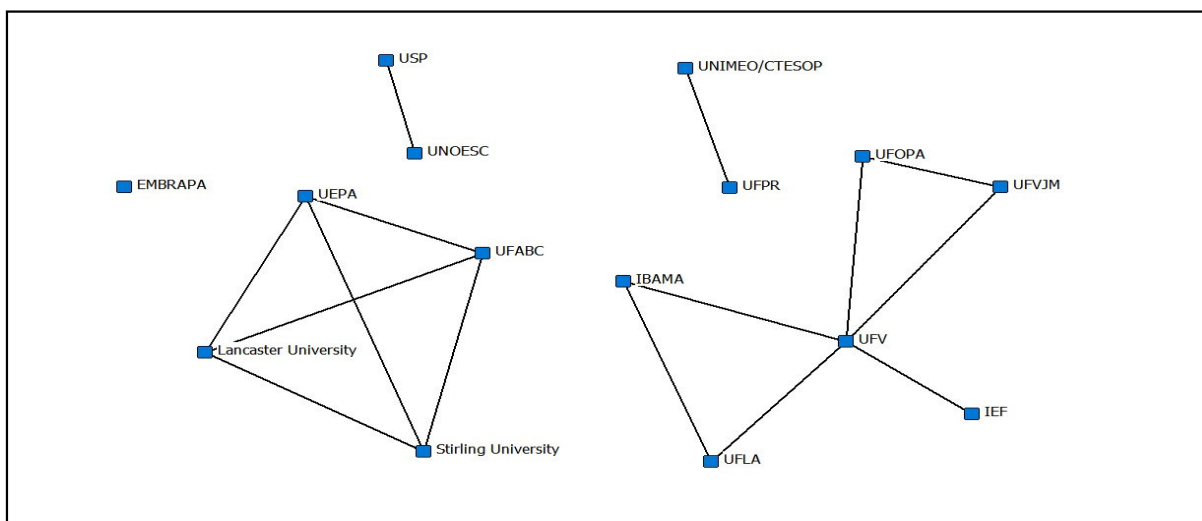 USP
UNIMEO/CTESOP
UNOESC
UFOPA
EMBRAPA
UFPR
UFVJM
UEPA
UFABC
IBAMA
UFV
Lancaster University
IEF
Stirling University
UFLA